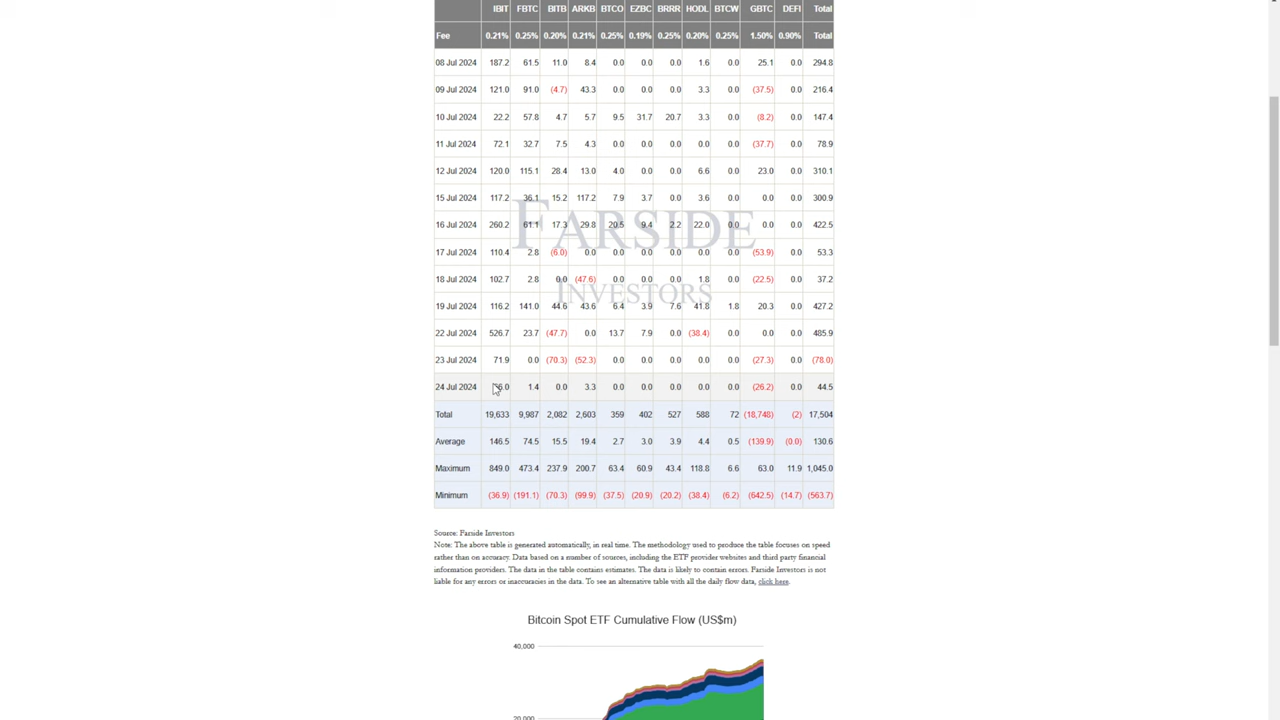 IBIT FBTC BITB ARKB BTCO EZBC BRRR HODL BTCW GBTC DEFI Total
Fee 0.21% 0.25% 0.20% 0.21% 0.25% 0.19% 0.25% 0.20% 0.25% 1.50% 0.90% Total
08 Jul 2024 187.2 61.5 11.0 8.4 0.0 0.0 0.0 1.6 0.0 25.1 0.0 294.8
09 Jul 2024 121.0 91.0 (4.7) 43.3 0.0 0.0 0.0 3.3 0.0 (37.5) 0.0 216.4
10 Jul 2024 22.2 57.8 4.7 5.7 9.5 31.7 20.7 3.3 0.0 (8.2) 0.0 147.4
11 Jul 2024 72.1 32.7 7.5 4.3 0.0 0.0 0.0 0.0 0.0 (37.7) 0.0 78.9
12 Jul 2024 120.0 115.1 28.4 13.0 4.0 0.0 0.0 6.6 0.0 23.0 0.0 310.1
15 Jul 2024 117.2 36.1 15.2 117.2 7.9 3.7 0.0 3.6 0.0 0.0 0.0 300.9
16 Jul 2024 260.2 61.1 17.3 29.8 20.5 9.4 2.2 22.0 0.0 0.0 0.0 422.5
FARSIDE
17 Jul 2024 110.4 2.8 (6.0) 0.0 0.0 0.0 0.0 0.0 0.0 (53.9) 0.0 53.3
18 Jul 2024 102.7 2.8 0.0 (47.6) 0.0 0.0 0.0 1.8 0.0 (22.5) 0.0 37.2
INVESTORS
19 Jul 2024 116.2 141.0 44.6 43.6 6.4 3.9 7.6 41.8 1.8 20.3 0.0 427.2
22 Jul 2024 526.7 23.7 (47.7) 0.0 13.7 7.9 0.0 (38.4) 0.0 0.0 0.0 485.9
23 Jul 2024 71.9 0.0 (70.3) (52.3) 0.0 0.0 0.0 0.0 0.0 (27.3) 0.0 (78.0)
24 Jul 2024 1.4 0.0 3.3 0.0 0.0 0.0 0.0 0.0 (26.2) 0.0 44.5
Total 19,633 9,987 2,082 2,603 359 402 527 588 72 (18,748) (2) 17,504
Average 146.5 74.5 15.5 19.4 2.7 3.0 3.9 4.4 0.5 (139.9) (0.0) 130.6
Maximum 849.0 473.4 237.9 200.7 63.4 60.9 43.4 118.8 6.6 63.0 11.9 1,045.0
Minimum (36.9) (191.1) (70.3) (99.9) (37.5) (20.9) (20.2) (38.4) (6.2) (642.5) (14.7) (563.7)
Source: Farside Investors
Note: The above table is generated automatically, in real time. The methodology used to produce the table focuses on speed
rather than on accuracy. Data based on a number of sources, including the ETF provider websites and third party financial
information providers. The data in the table contains estimates. The data is likely to contain errors. Farside Investors is not
liable for any errors or inaccuracies in the data. To see an alternative table with all the daily flow data, click here.
Bitcoin Spot ETF Cumulative Flow (US$m)
40,000
20,000